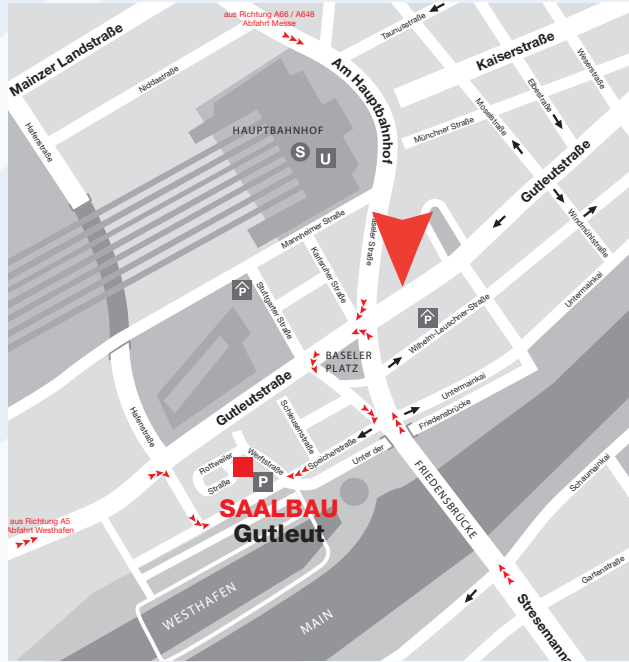 aus Richtung A66 / A648
Abfahrt Messe
Taunusstraße
Mainzer Landstraße
Kaiserstraße
Niddastraße
Am Hauptbahnhof
Weserstraße
Elbestraße
Moselstraße
Münchner Straße
Hafenstraße
HAUPTBAHNHOF
S
U
Gutleutstraße
Windmühlstraße
Mannheimer Straße
aseler Straße
Karlsruher Straße
Untermainkai
P
Stuttgarter Straße
P
Wilhelm-Leuschner-Straße
BASELER
PLATZ
Gutleutstraße
Untermainkai
Friedensbrücke
Hafenstraße
Schleusenstraße
Speicherstraße
Unter der
Rottweiler
Straße
Werftstraße
P
Schaumainkai
FRIEDENSBRÜCKE
SAALBAU
Gutleut
aus Richtung A5
Abfahrt Westhafen
Gartenstraße
WESTHAFEN
MAIN
Stresemann